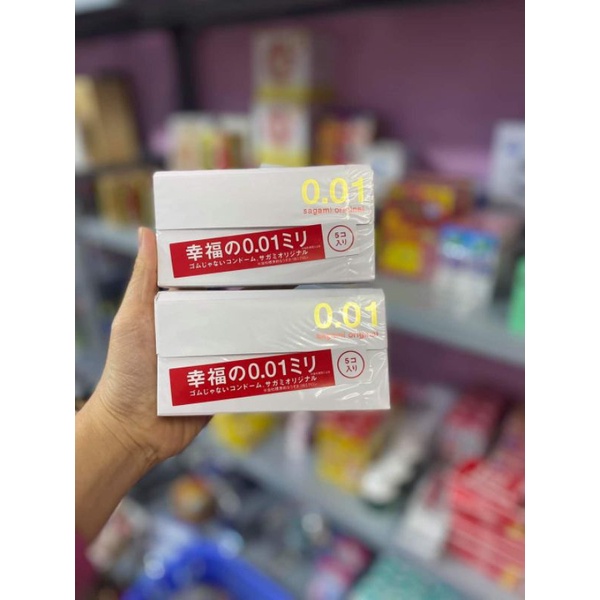 0.01
sagami original
幸福の0.01ミリ
ゴムじゃないコンドーム、サガミオリジナル
5コ
入り
0.01
sagami original
幸福の0.01ミリ
ゴムじゃないコンドーム、サガミオリジナル
5コ
入り